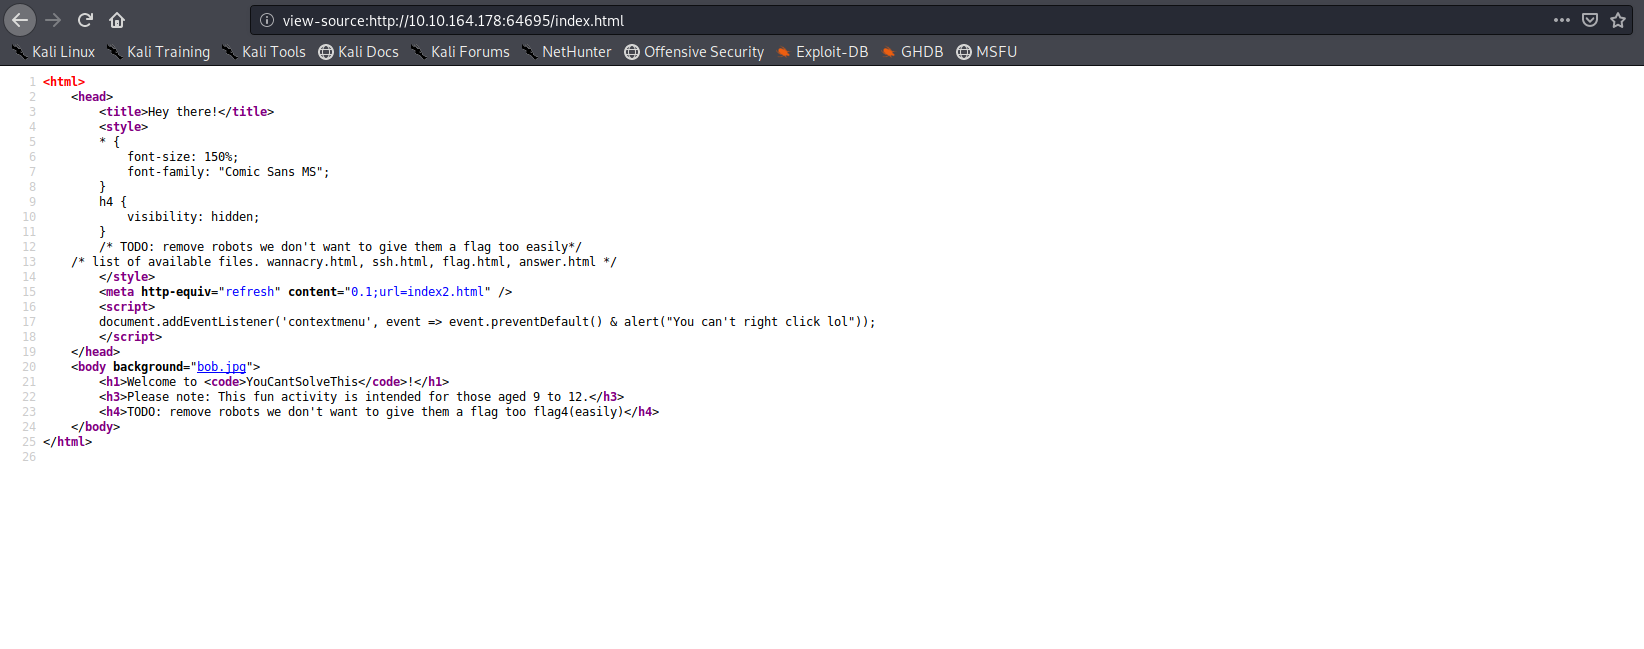 view-source:http://10.10.164.178:64695/index.html
Kali Linux Kali Training Kali Tools Kali Docs Kali Forums NetHunter Offensive Security Exploit-DB GHDB MSFU
1 <html>
2 <head>
3 <title>Hey there!</title>
4 <style>
5 * {
6 font-size: 150%;
7 font-family: "Comic Sans MS";
8 }
9 h4 {
10 visibility: hidden;
11 }
12 /* TODO: remove robots we don't want to give them a flag too easily*/
13 /* list of available files. wannacry.html, ssh.html, flag.html, answer.html */
14 </style>
15 <meta http-equiv="refresh" content="0.1;url=index2.html" />
16 <script>
17 document.addEventListener('contextmenu', event => event.preventDefault() & alert("You can't right click lol"));
18 </script>
19 </head>
20 <body background="bob.jpg">
21 <h1>Welcome to <code>YouCantSolveThis</code>!</h1>
22 <h3>Please note: This fun activity is intended for those aged 9 to 12.</h3>
23 <h4>TODO: remove robots we don't want to give them a flag too flag4(easily)</h4>
24 </body>
25 </html>
26